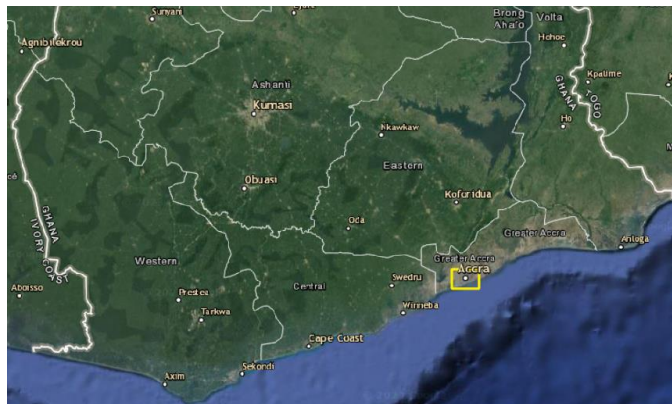 Sunyani
Brong
Ahafo
Volta
Agnibilekrou
Hohoe
Kpalime
Ashanti
Kumasi
GHANA
TOGO
Nkawkaw
Ho
Eastern
Obuasi
Koforidua
Oda
Greater Accra
Anloga
GHANA
IVORY COAST
Western
Greater Accra
Accra
Swedru
Aboisso
Prestea
Central
Winneba
Tarkwa
Cape Coast
Sekondi
Axim